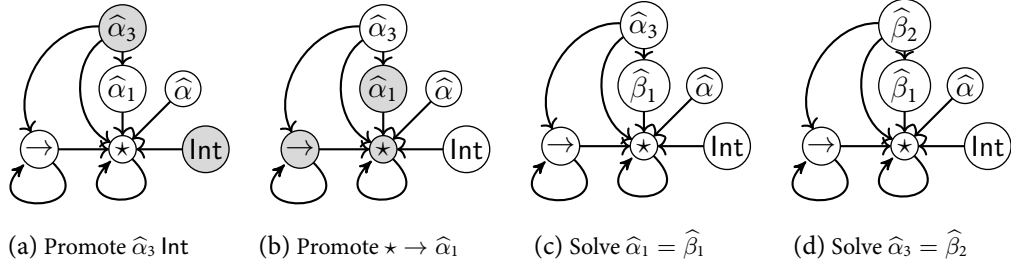 α̂₃ α̂₃ α̂₃ β̂₂
α̂₁ α̂ α̂₁ α̂ β̂₁ α̂ β̂₁ α̂
→ ⋆ Int → ⋆ Int → ⋆ Int → ⋆ Int
(a) Promote α̂₃ Int (b) Promote ⋆ → α̂₁ (c) Solve α̂₁ = β̂₁ (d) Solve α̂₃ = β̂₂